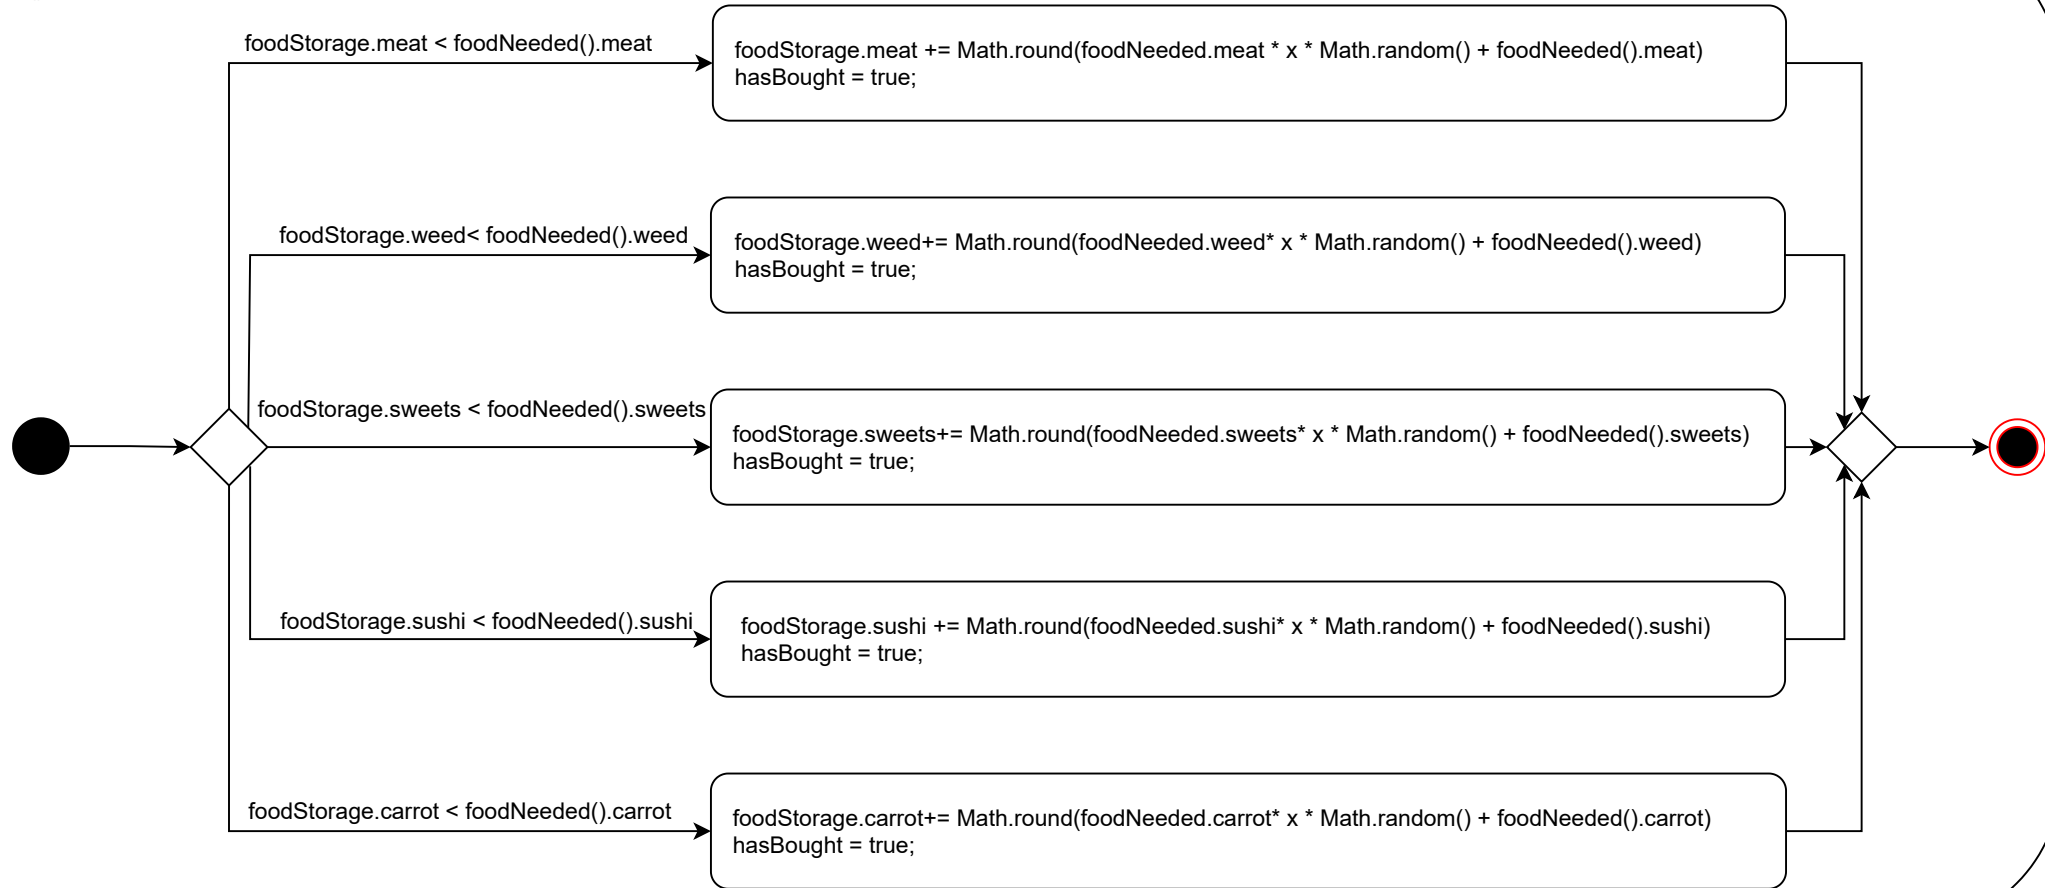 foodStorage.meat < foodNeeded().meat
foodStorage.meat += Math.round(foodNeeded.meat * x * Math.random() + foodNeeded().meat)
hasBought = true;
foodStorage.weed< foodNeeded().weed
foodStorage.weed+= Math.round(foodNeeded.weed* x * Math.random() + foodNeeded().weed)
hasBought = true;
foodStorage.sweets < foodNeeded().sweets
foodStorage.sweets+= Math.round(foodNeeded.sweets* x * Math.random() + foodNeeded().sweets)
hasBought = true;
foodStorage.sushi < foodNeeded().sushi
foodStorage.sushi += Math.round(foodNeeded.sushi* x * Math.random() + foodNeeded().sushi)
hasBought = true;
foodStorage.carrot < foodNeeded().carrot
foodStorage.carrot+= Math.round(foodNeeded.carrot* x * Math.random() + foodNeeded().carrot)
hasBought = true;